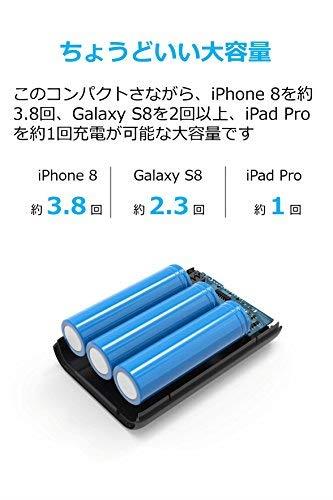 ちょうどいい大容量
このコンパクトさながら、iPhone 8を約
3.8回、Galaxy S8を2回以上、iPad Pro
を約1回充電が可能な大容量です
iPhone 8
約 3.8 回
Galaxy S8
約 2.3 回
iPad Pro
約 1 回